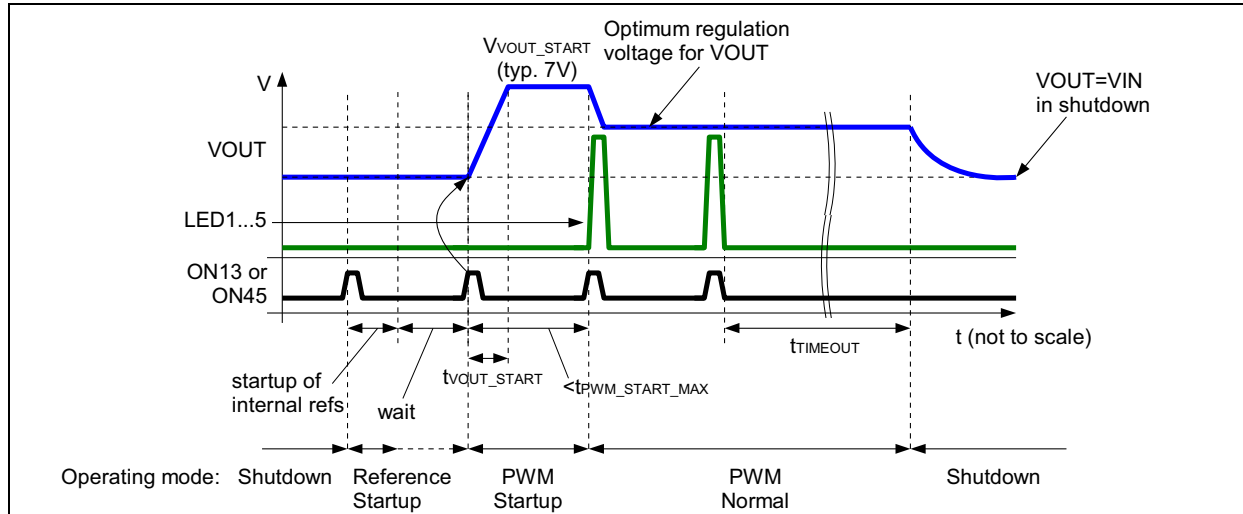 Optimum regulation
voltage for VOUT
VVOUT_START
(typ. 7V)
V
VOUT=VIN
in shutdown
VOUT
LED1...5
ON13 or
ON45
t (not to scale)
tTIMEOUT
tVOUT_START
<tPWM_START_MAX
startup of
internal refs
wait
Operating mode: Shutdown Reference Startup PWM Startup PWM Normal Shutdown